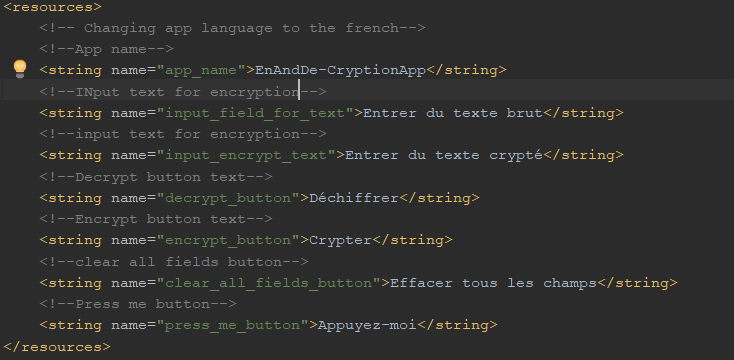 <resources>
<!-- Changing app language to the french-->
<!--App name-->
<string name="app_name">EnAndDe-CryptionApp</string>
<!--INput text for encryption-->
<string name="input_field_for_text">Entrer du texte brut</string>
<!--input text for encryption-->
<string name="input_encrypt_text">Entrer du texte crypté</string>
<!--Decrypt button text-->
<string name="decrypt_button">Déchiffrer</string>
<!--Encrypt button text-->
<string name="encrypt_button">Crypter</string>
<!--clear all fields button-->
<string name="clear_all_fields_button">Effacer tous les champs</string>
<!--Press me button-->
<string name="press_me_button">Appuyez-moi</string>
</resources>